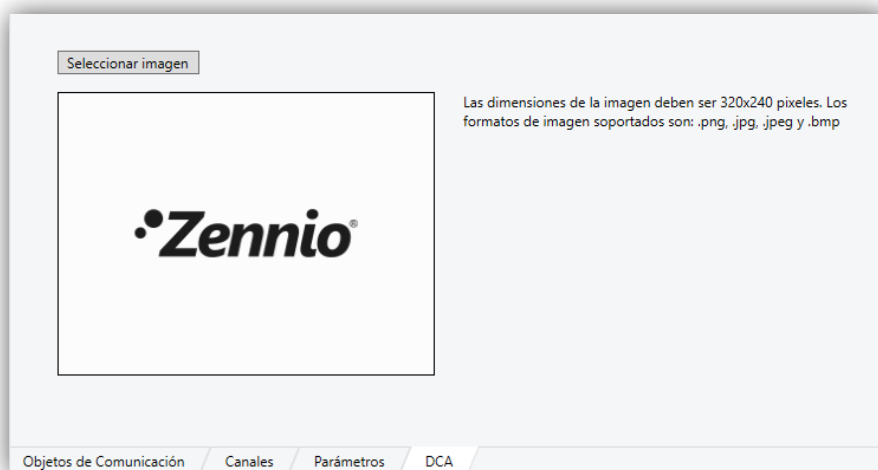 Seleccionar imagen
Las dimensiones de la imagen deben ser 320x240 pixeles. Los
formatos de imagen soportados son: .png, .jpg, .jpeg y .bmp
Zennio®
Objetos de Comunicación
Canales
Parámetros
DCA